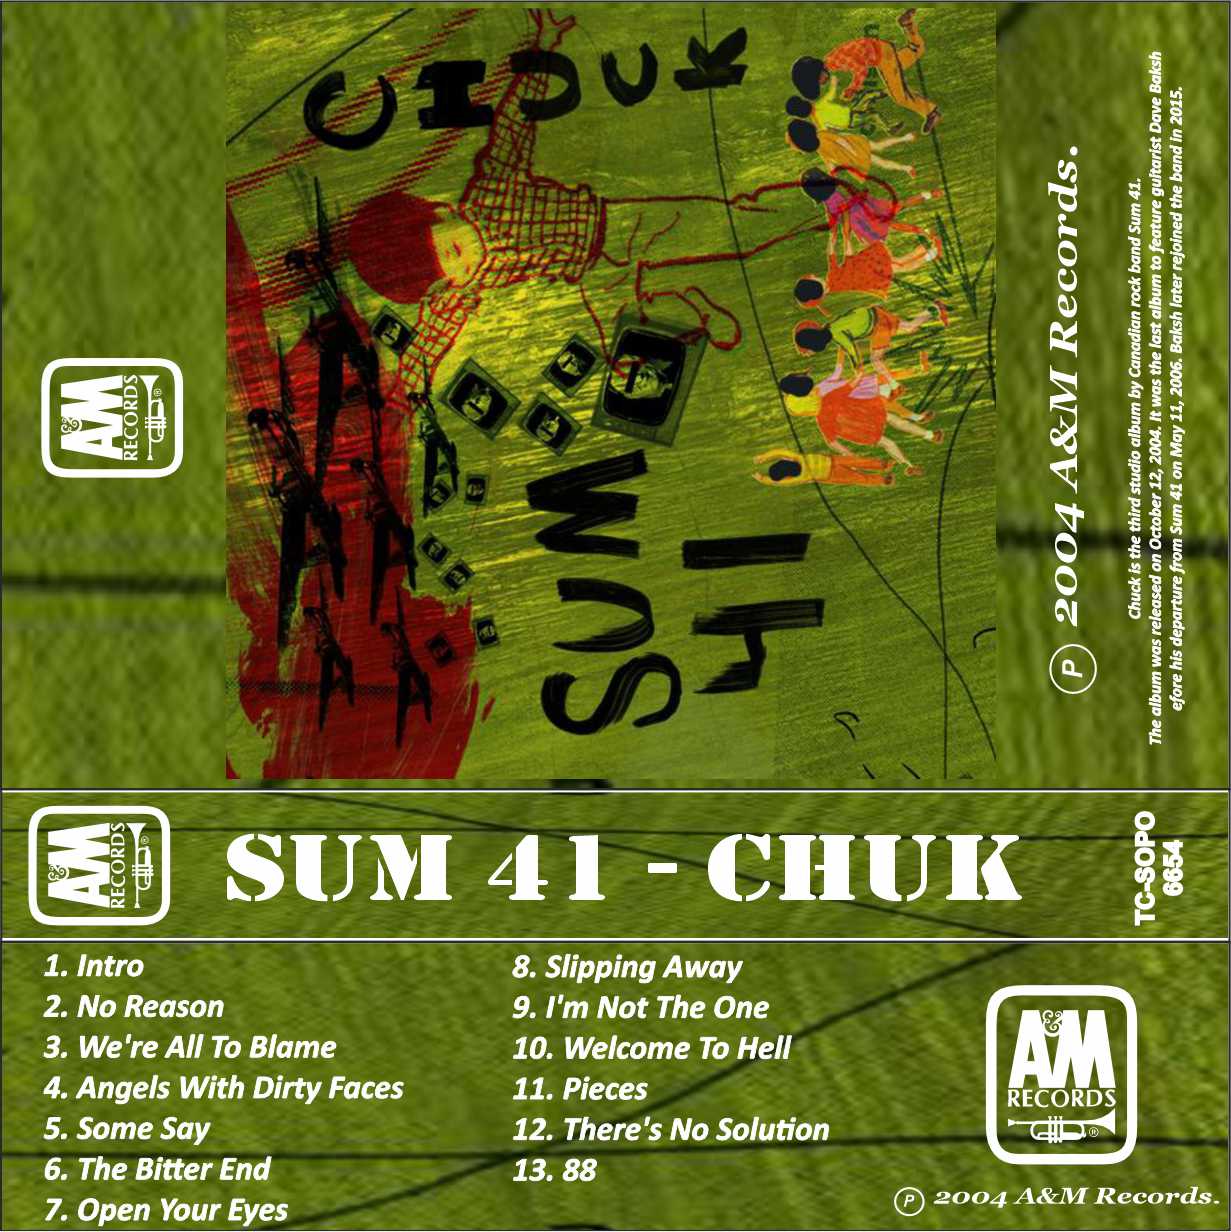 CHUCK
SUM
41
A&M
RECORDS
®
℗ 2004 A&M Records.
Chuck is the third studio album by Canadian rock band Sum 41.
The album was released on October 12, 2004. It was the last album to feature guitarist Dave Baksh
efore his departure from Sum 41 on May 11, 2006. Baksh later rejoined the band in 2015.
A&M
RECORDS
®
SUM 41 - CHUK
TC-SOPO
6654
1. Intro
2. No Reason
3. We're All To Blame
4. Angels With Dirty Faces
5. Some Say
6. The Bitter End
7. Open Your Eyes
8. Slipping Away
9. I'm Not The One
10. Welcome To Hell
11. Pieces
12. There's No Solution
13. 88
A&M
RECORDS
®
℗ 2004 A&M Records.